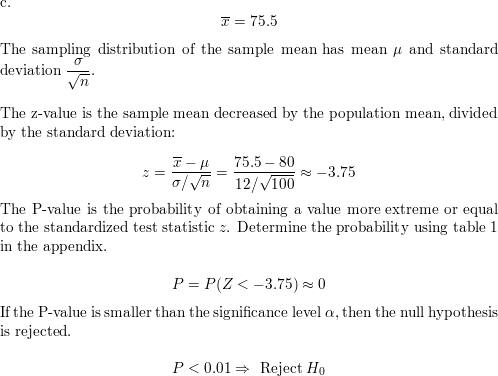 c.
x̅ = 75.5
The sampling distribution of the sample mean has mean μ and standard
deviation σ/√n.
The z-value is the sample mean decreased by the population mean, divided
by the standard deviation:
z = (x̅ − μ)/(σ/√n) = (75.5 − 80)/(12/√100) ≈ −3.75
The P-value is the probability of obtaining a value more extreme or equal
to the standardized test statistic z. Determine the probability using table 1
in the appendix.
P = P(Z < −3.75) ≈ 0
If the P-value is smaller than the significance level α, then the null hypothesis
is rejected.
P < 0.01 ⇒ Reject H₀